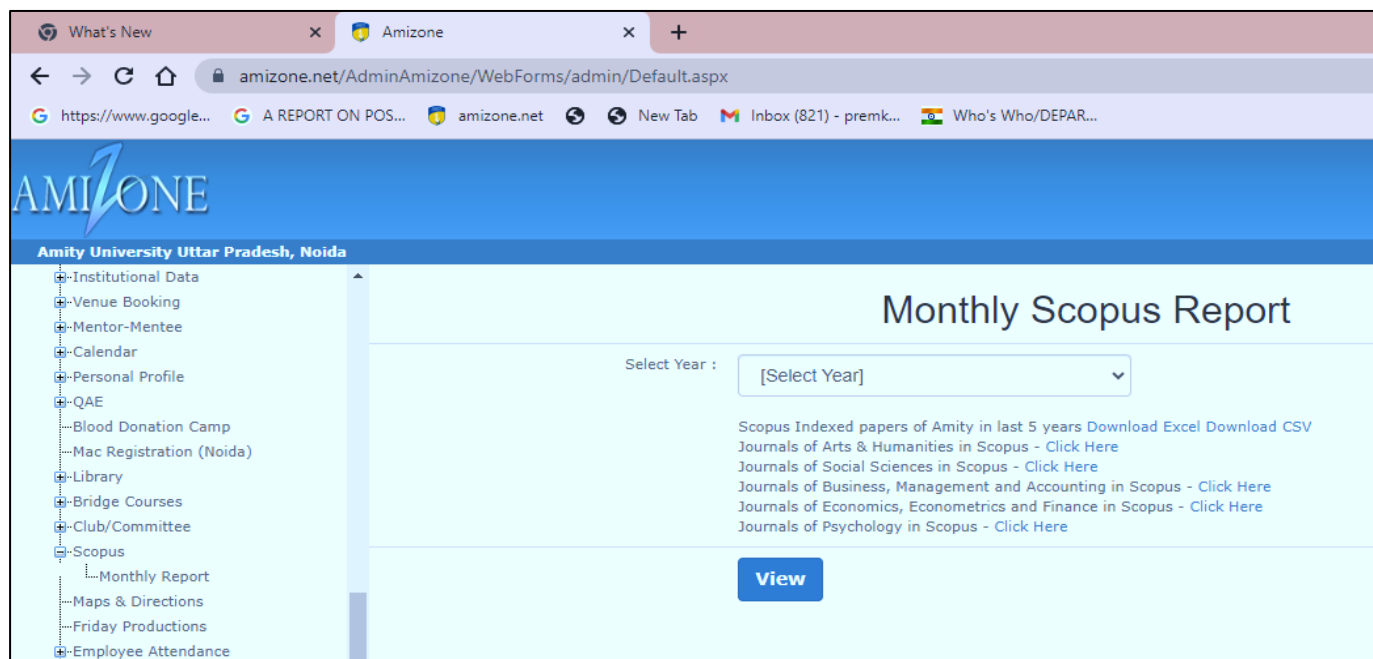 What's New
Amizone
amizone.net/AdminAmizone/WebForms/admin/Default.aspx
https://www.google... A REPORT ON POS... amizone.net New Tab Inbox (821) - premk... Who's Who/DEPAR...
AMIZONE
Amity University Uttar Pradesh, Noida
Institutional Data
Venue Booking
Mentor-Mentee
Calendar
Personal Profile
QAE
Blood Donation Camp
Mac Registration (Noida)
Library
Bridge Courses
Club/Committee
Scopus
Monthly Report
Maps & Directions
Friday Productions
Employee Attendance
Monthly Scopus Report
Select Year : [Select Year]
Scopus Indexed papers of Amity in last 5 years Download Excel Download CSV
Journals of Arts & Humanities in Scopus - Click Here
Journals of Social Sciences in Scopus - Click Here
Journals of Business, Management and Accounting in Scopus - Click Here
Journals of Economics, Econometrics and Finance in Scopus - Click Here
Journals of Psychology in Scopus - Click Here
View